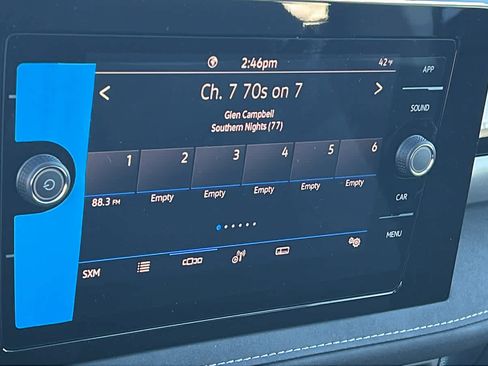 2:46pm 42°F
APP
Ch. 7 70s on 7
SOUND
Glen Campbell
Southern Nights (77)
1 2 3 4 5 6
88.3 FM Empty Empty Empty Empty Empty
CAR
MENU
SXM